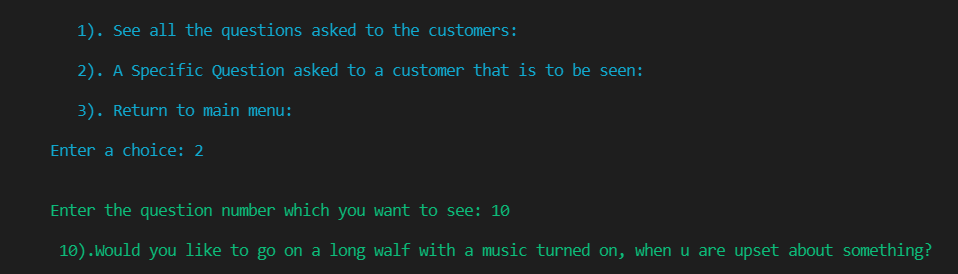 1). See all the questions asked to the customers:
2). A Specific Question asked to a customer that is to be seen:
3). Return to main menu:
Enter a choice: 2
Enter the question number which you want to see: 10
10).Would you like to go on a long walf with a music turned on, when u are upset about something?